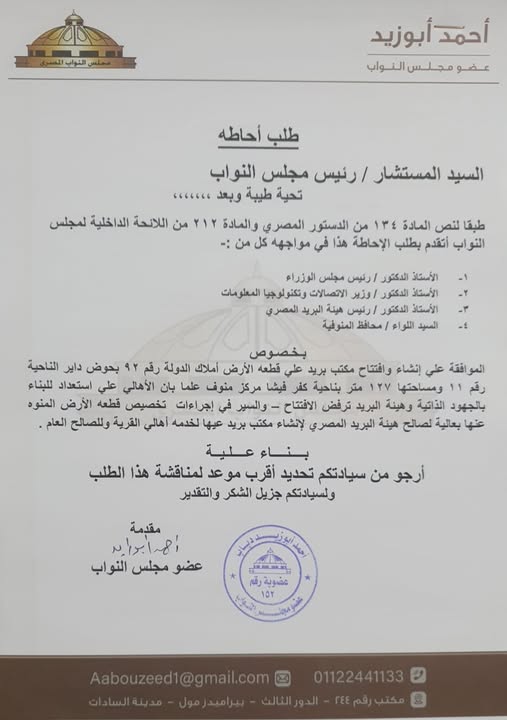 أحمد أبوزيد
عضو مجلس النواب
مجلس النواب المصرى
طلب أحاطه
السيد المستشار / رئيس مجلس النواب
تحية طيبة وبعد ،،،،،،،
طبقا لنص المادة ١٣٤ من الدستور المصري والمادة ٢١٢ من اللائحة الداخلية لمجلس
النواب أتقدم بطلب الإحاطة هذا في مواجهه كل من :-
١- الأستاذ الدكتور / رئيس مجلس الوزراء
٢- الأستاذ الدكتور / وزير الاتصالات وتكنولوجيا المعلومات
٣- الأستاذ الدكتور / رئيس هيئة البريد المصري
٤- السيد اللواء / محافظ المنوفية
بخصوص
الموافقة علي إنشاء وافتتاح مكتب بريد علي قطعه الأرض أملاك الدولة رقم ٩٢ بحوض داير الناحية
رقم ١١ ومساحتها ١٢٧ متر بناحية كفر فيشا مركز منوف علما بان الأهالي علي استعداد للبناء
بالجهود الذاتية وهيئة البريد ترفض الافتتاح – والسير في إجراءات تخصيص قطعه الأرض المنوه
عنها بعالية لصالح هيئة البريد المصري لإنشاء مكتب بريد عيها لخدمه أهالي القرية وللصالح العام .
بناء علية
أرجو من سيادتكم تحديد أقرب موعد لمناقشة هذا الطلب
ولسيادتكم جزيل الشكر والتقدير
مقدمة
احمد ابوزيد
عضو مجلس النواب
احمد ابوزيد دياب
عضوية رقم
١٥٢
عضو مجلس النواب
Aabouzeed1@gmail.com 01122441133
مكتب رقم ٢٤٤ - الدور الثالث - بيراميدز مول - مدينة السادات